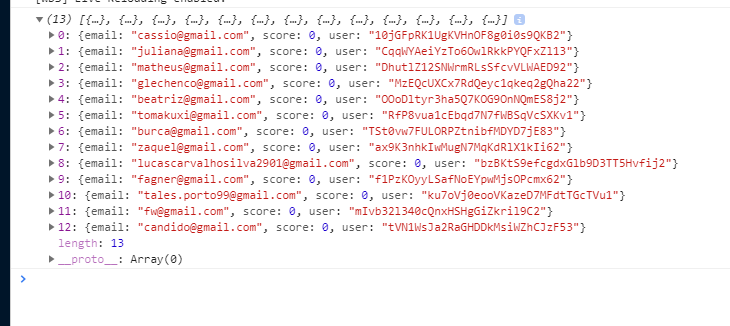 [WDS] Live Reloading enabled.
(13) [{…}, {…}, {…}, {…}, {…}, {…}, {…}, {…}, {…}, {…}, {…}, {…}, {…}] i
0: {email: "cassio@gmail.com", score: 0, user: "10jGFpRK1UgKVHnOF8g0i0s9QKB2"}
1: {email: "juliana@gmail.com", score: 0, user: "CqqWYAeiYzTo6OwlRkkPYQFxZl13"}
2: {email: "matheus@gmail.com", score: 0, user: "DhutlZ12SNWrmRLsSfcvVLWAED92"}
3: {email: "glechenco@gmail.com", score: 0, user: "MzEQcUXCx7RdQeyc1qkeq2gQha22"}
4: {email: "beatriz@gmail.com", score: 0, user: "OOoDltyr3ha5Q7KOG9OnNQmES8j2"}
5: {email: "tomakuxi@gmail.com", score: 0, user: "RfP8vua1cEbqd7N7fWBSqVcSXKv1"}
6: {email: "burca@gmail.com", score: 0, user: "TSt0vw7FULORPZtnibfMDYD7jE83"}
7: {email: "zaquel@gmail.com", score: 0, user: "ax9K3nhkIwMugN7MqKdRlX1kIi62"}
8: {email: "lucascarvalhosilva2901@gmail.com", score: 0, user: "bzBKtS9efcgdxGlb9D3TT5Hvfij2"}
9: {email: "fagner@gmail.com", score: 0, user: "f1PzKOyyLSafNoEYpwMjsOPcmx62"}
10: {email: "tales.porto99@gmail.com", score: 0, user: "ku7oVj0eooVKazeD7MFdtTGcTVu1"}
11: {email: "fw@gmail.com", score: 0, user: "mIvb32l340cQnxHSHgGiZkril9C2"}
12: {email: "candido@gmail.com", score: 0, user: "tVN1WsJa2RaGHDDkMsiWZhCJzF53"}
length: 13
__proto__: Array(0)